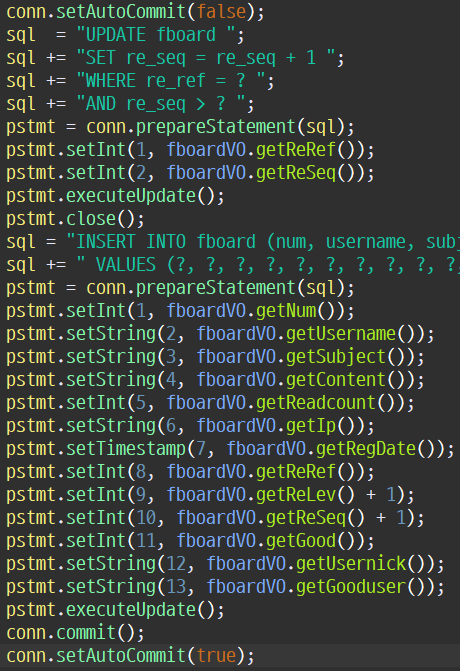 conn.setAutoCommit(false);
sql  = "UPDATE fboard ";
sql += "SET re_seq = re_seq + 1 ";
sql += "WHERE re_ref = ? ";
sql += "AND re_seq > ? ";
pstmt = conn.prepareStatement(sql);
pstmt.setInt(1, fboardVO.getReRef());
pstmt.setInt(2, fboardVO.getReSeq());
pstmt.executeUpdate();
pstmt.close();
sql = "INSERT INTO fboard (num, username, subj
sql += " VALUES (?, ?, ?, ?, ?, ?, ?, ?, ?, ?,
pstmt = conn.prepareStatement(sql);
pstmt.setInt(1, fboardVO.getNum());
pstmt.setString(2, fboardVO.getUsername());
pstmt.setString(3, fboardVO.getSubject());
pstmt.setString(4, fboardVO.getContent());
pstmt.setInt(5, fboardVO.getReadcount());
pstmt.setString(6, fboardVO.getIp());
pstmt.setTimestamp(7, fboardVO.getRegDate());
pstmt.setInt(8, fboardVO.getReRef());
pstmt.setInt(9, fboardVO.getReLev() + 1);
pstmt.setInt(10, fboardVO.getReSeq() + 1);
pstmt.setInt(11, fboardVO.getGood());
pstmt.setString(12, fboardVO.getUsernick());
pstmt.setString(13, fboardVO.getGooduser());
pstmt.executeUpdate();
conn.commit();
conn.setAutoCommit(true);